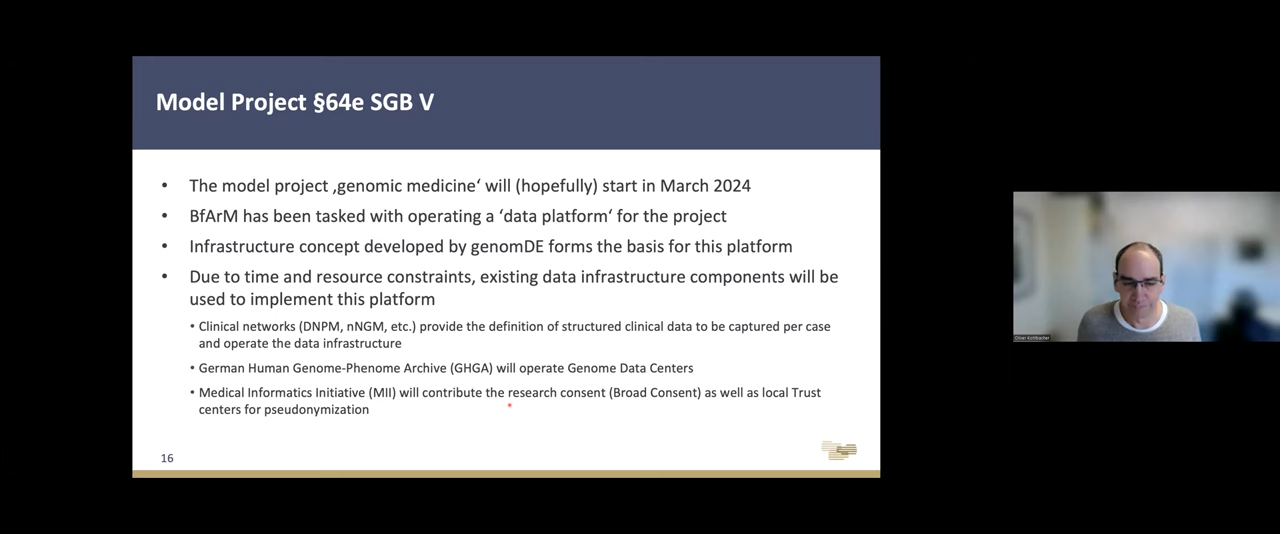 Model Project §64e SGB V
• The model project ‚genomic medicine‘ will (hopefully) start in March 2024
• BfArM has been tasked with operating a ‘data platform‘ for the project
• Infrastructure concept developed by genomDE forms the basis for this platform
• Due to time and resource constraints, existing data infrastructure components will be
used to implement this platform
• Clinical networks (DNPM, nNGM, etc.) provide the definition of structured clinical data to be captured per case
and operate the data infrastructure
• German Human Genome-Phenome Archive (GHGA) will operate Genome Data Centers
• Medical Informatics Initiative (MII) will contribute the research consent (Broad Consent) as well as local Trust
centers for pseudonymization
16
Oliver Kohlbacher